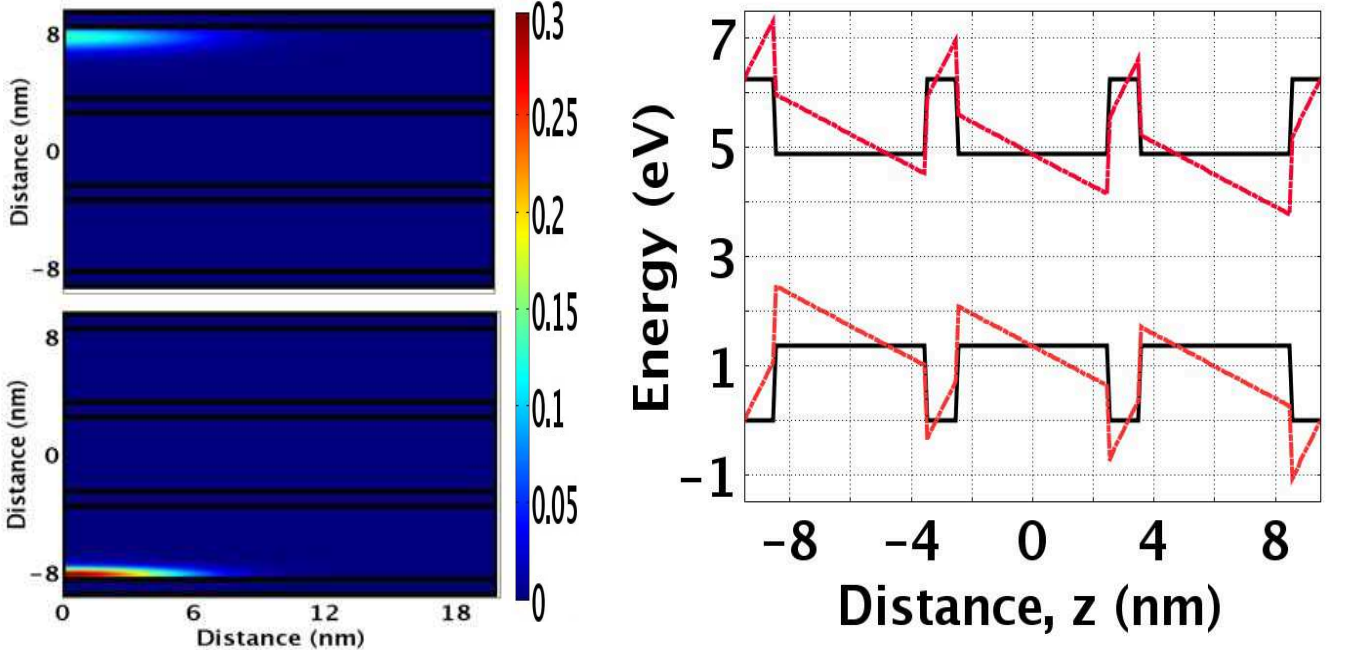 8
0
−8
Distance (nm)
8
0
−8
Distance (nm)
0 6 12 18
Distance (nm)
0.3
0.25
0.2
0.15
0.1
0.05
0
7
5
3
1
−1
Energy (eV)
−8 −4 0 4 8
Distance, z (nm)